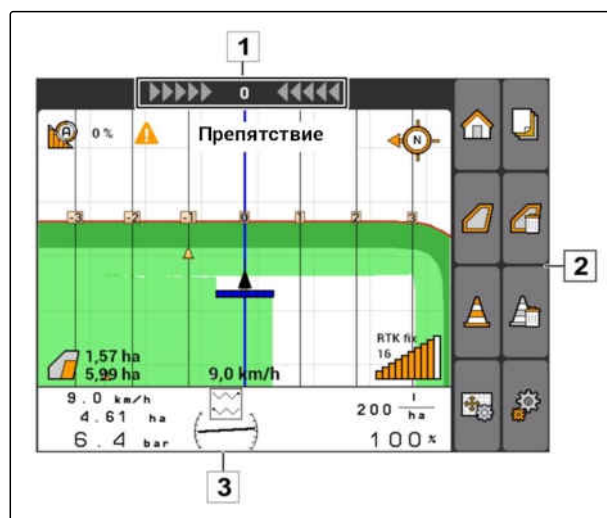 1
0
A 0 % Препятствие N
-3 -2 -1 0 1 2 3
2
RTK fix
16
1,57 ha
5,99 ha 9,0 km/h
9.0 km/h
4.61 ha
6.4 bar
200 l/ha
100 %
3